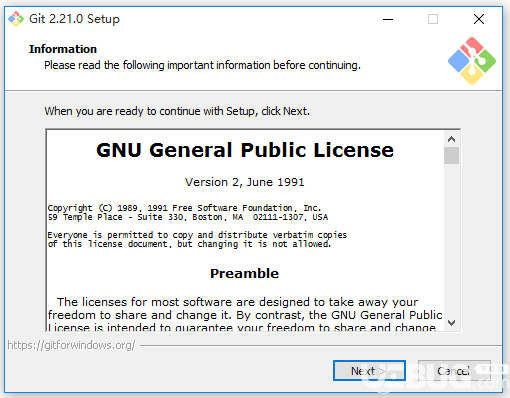 Git 2.21.0 Setup
Information
Please read the following important information before continuing.
When you are ready to continue with Setup, click Next.
GNU General Public License
Version 2, June 1991
Copyright (C) 1989, 1991 Free Software Foundation, Inc.
59 Temple Place - Suite 330, Boston, MA 02111-1307, USA
Everyone is permitted to copy and distribute verbatim copies
of this license document, but changing it is not allowed.
Preamble
The licenses for most software are designed to take away your
freedom to share and change it. By contrast, the GNU General Public
License is intended to guarantee your freedom to share and change
https://gitforwindows.org/
Next >
Cancel